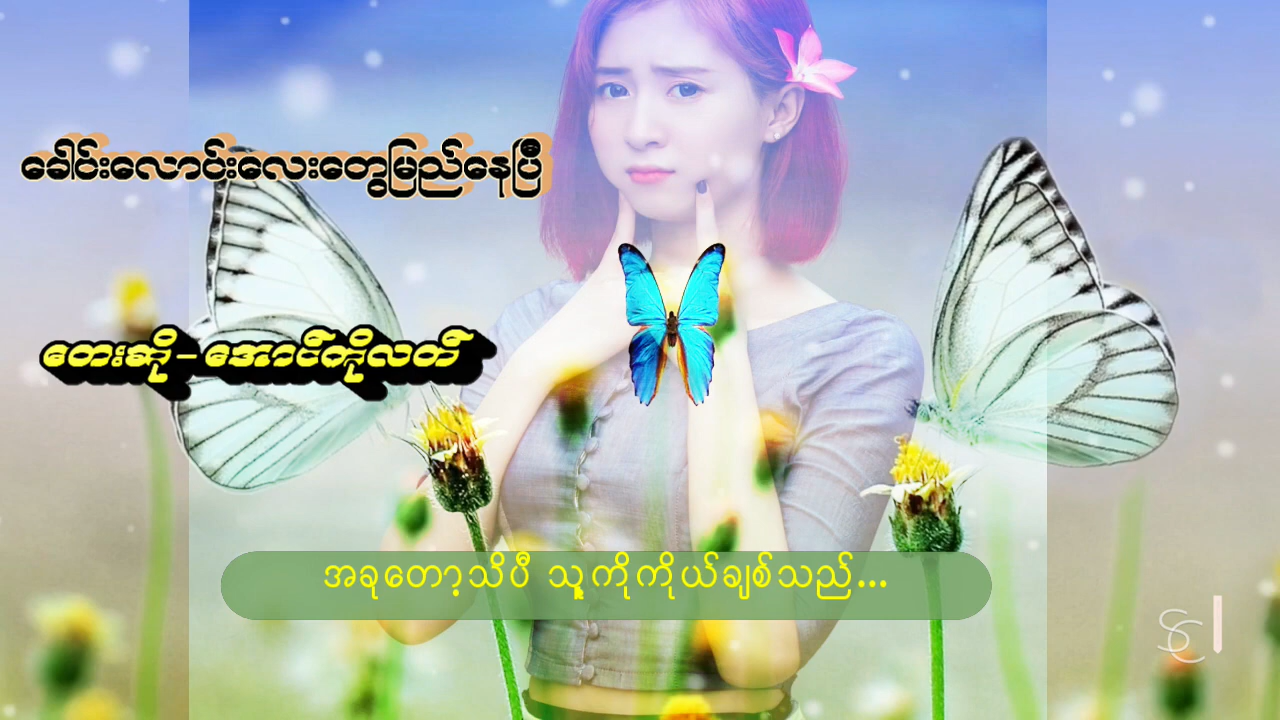 ခေါင်းလောင်းလေးတွေမြည်နေပြီ
တေးဆို-အောင်ကိုလတ်
အခုတော့သိပီ သူ့ကိုကိုယ်ချစ်သည်...